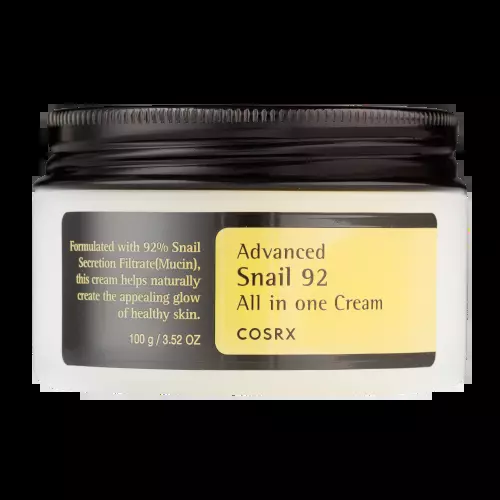 Formulated with 92% Snail
Secretion Filtrate(Mucin),
this cream helps naturally
create the appealing glow
of healthy skin.
100 g / 3.52 OZ
Advanced
Snail 92
All in one Cream
COSRX